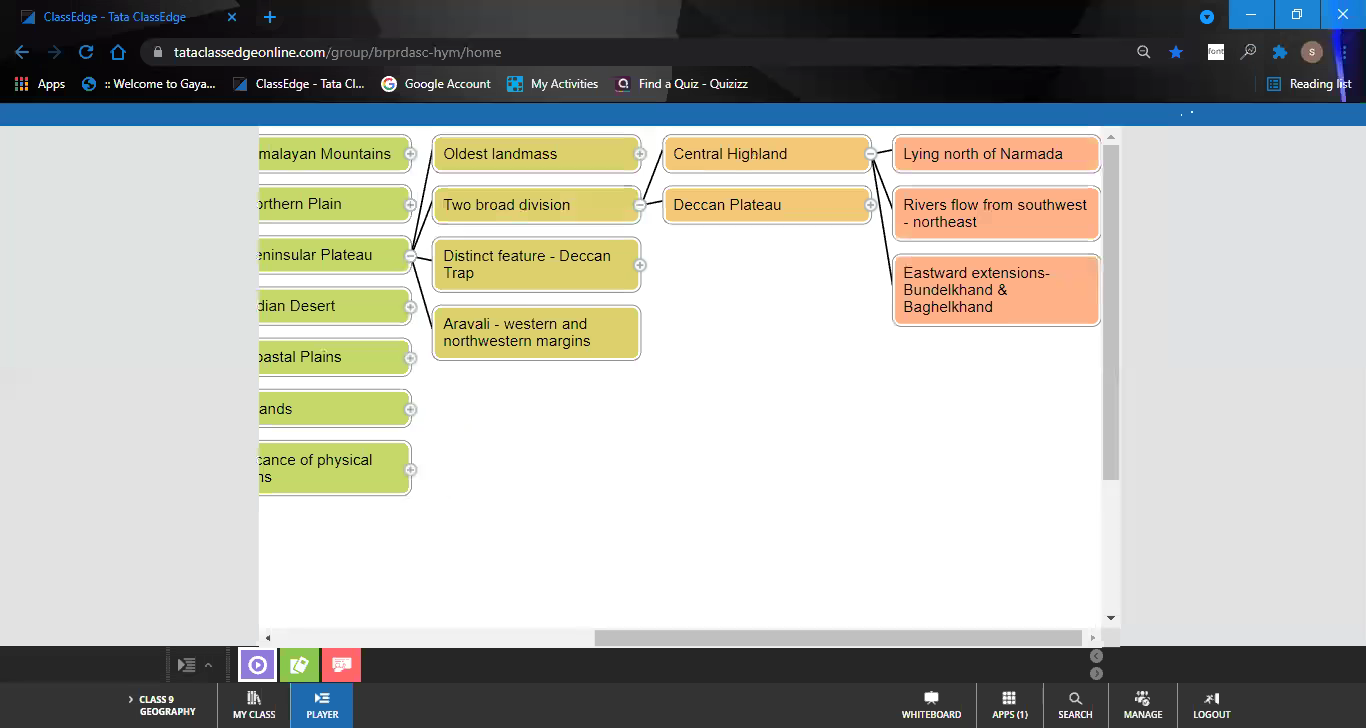 ClassEdge - Tata ClassEdge
tataclassedgeonline.com/group/brprdasc-hym/home
font
S
Apps
:: Welcome to Gaya...
ClassEdge - Tata Cl...
Google Account
My Activities
Find a Quiz - Quizizz
Reading list
malayan Mountains
Oldest landmass
Central Highland
Lying north of Narmada
orthern Plain
Two broad division
Deccan Plateau
Rivers flow from southwest
- northeast
eninsular Plateau
Distinct feature - Deccan
Trap
Eastward extensions-
Bundelkhand &
Baghelkhand
dian Desert
Aravali - western and
northwestern margins
oastal Plains
ands
cance of physical
ns
CLASS 9
GEOGRAPHY
MY CLASS
PLAYER
WHITEBOARD
APPS (1)
SEARCH
MANAGE
LOGOUT